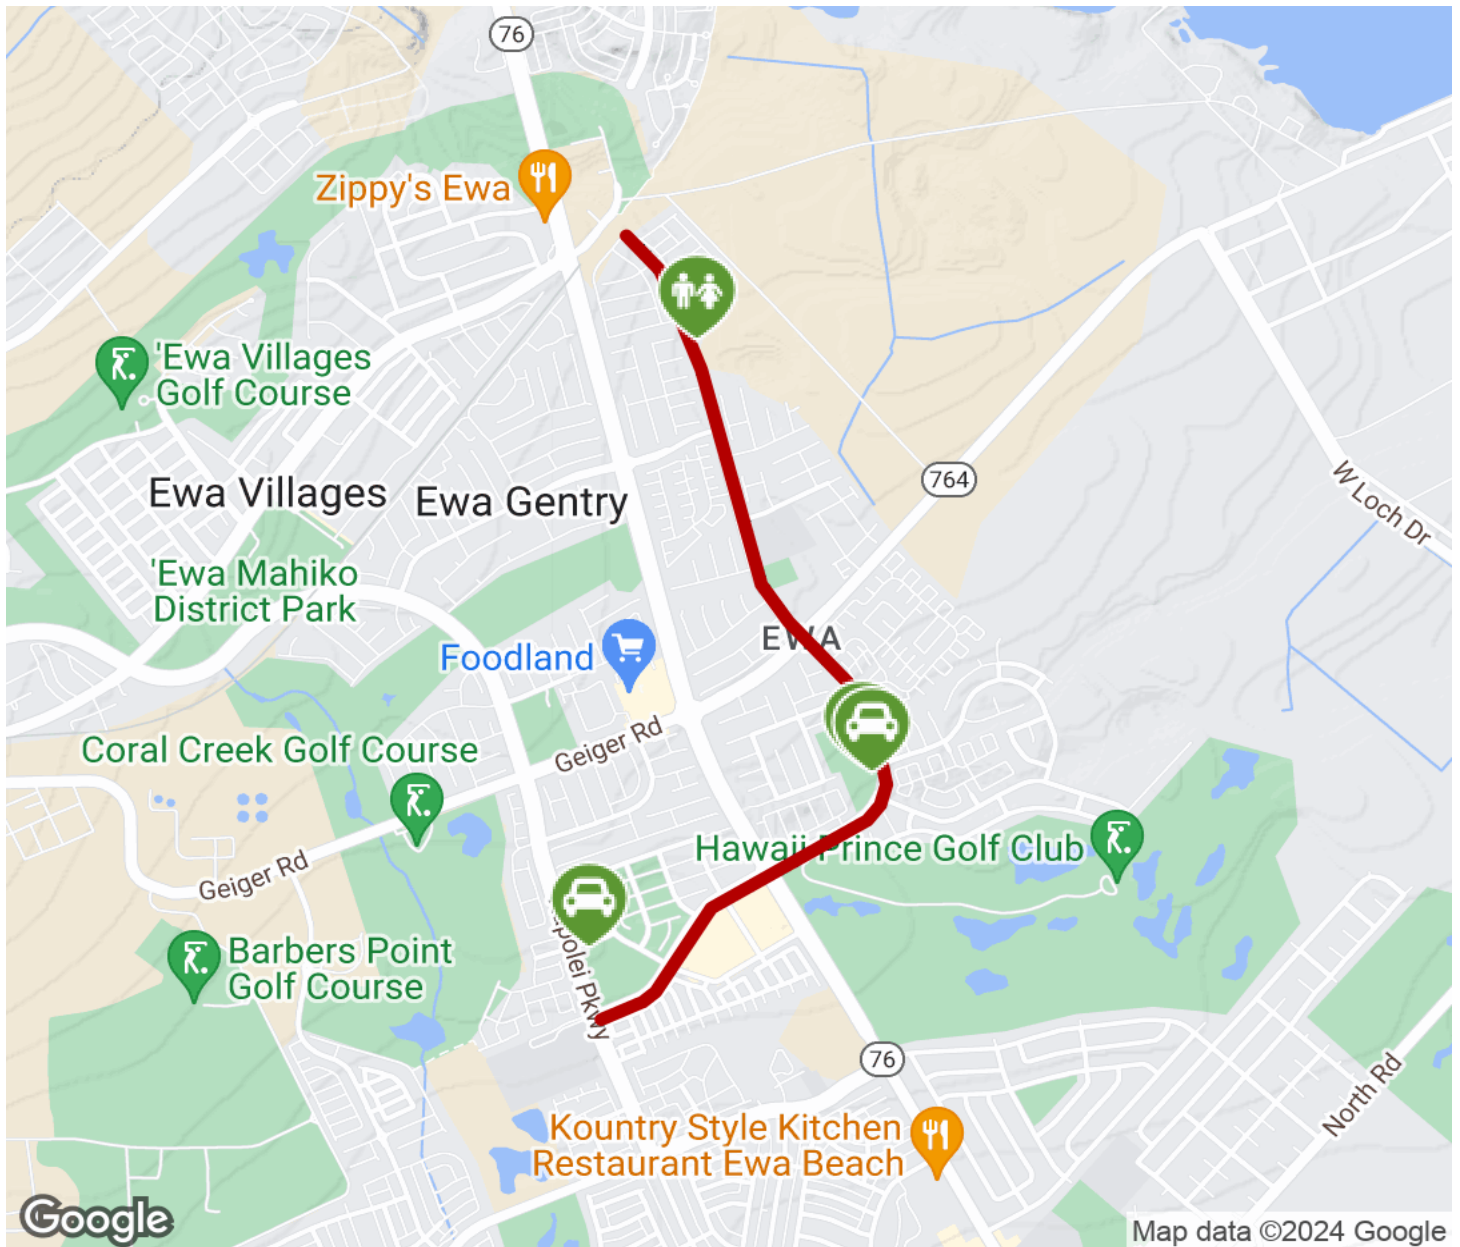 76
Zippy's Ewa
'Ewa Villages
Golf Course
764
Ewa Villages
Ewa Gentry
W Loch Dr
'Ewa Mahiko
District Park
EWA
Foodland
Geiger Rd
Coral Creek Golf Course
Hawaii Prince Golf Club
Geiger Rd
Barbers Point
Golf Course
polei Pkwy
76
North Rd
Kountry Style Kitchen
Restaurant Ewa Beach
Google
Map data ©2024 Google